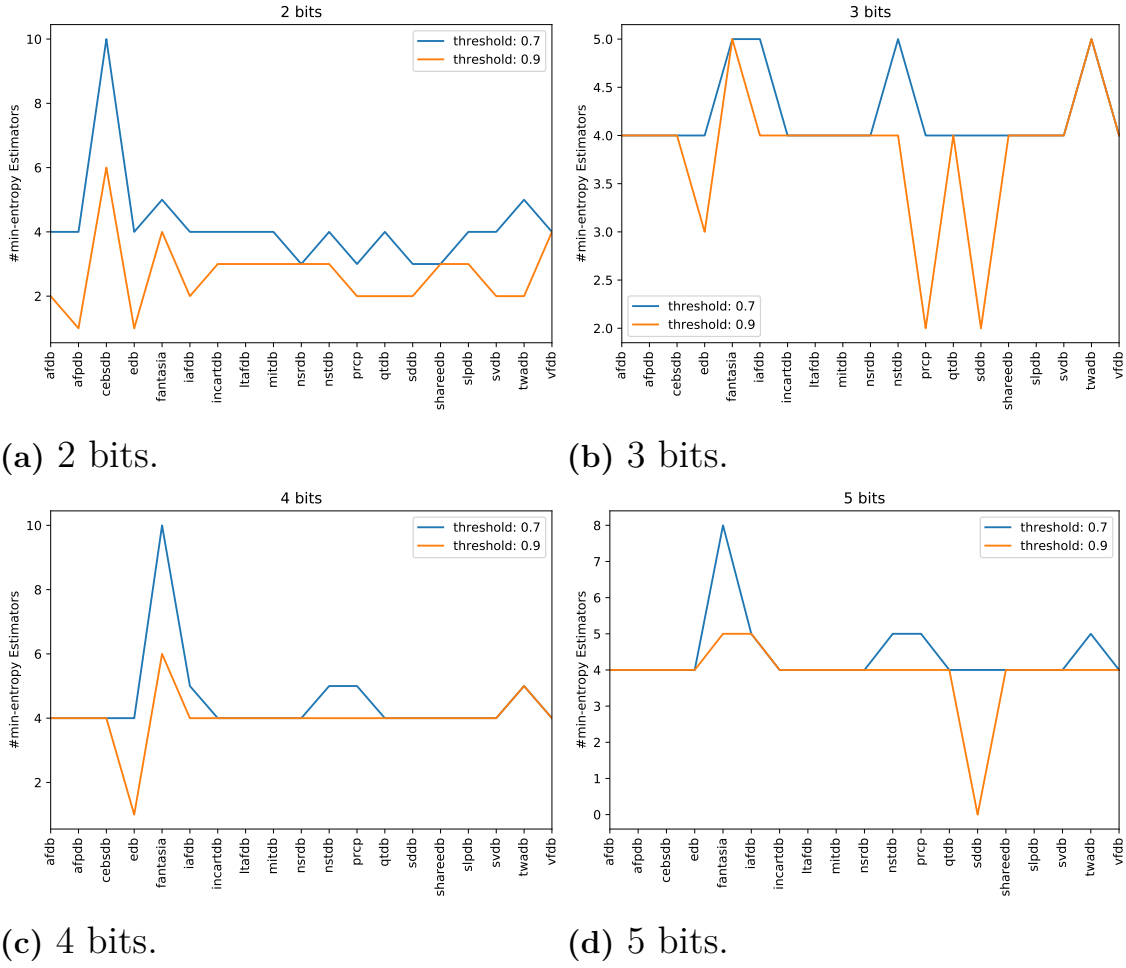 2 bits
10
8
6
4
2
#min-entropy Estimators
threshold: 0.7
threshold: 0.9
afdb
afpdb
cebsdb
edb
fantasia
iafdb
incartdb
ltafdb
mitdb
nsrdb
nstdb
prcp
qtdb
sddb
shareedb
slpdb
svdb
twadb
vfdb
(a) 2 bits.
3 bits
5.0
4.5
4.0
3.5
3.0
2.5
2.0
#min-entropy Estimators
threshold: 0.7
threshold: 0.9
afdb
afpdb
cebsdb
edb
fantasia
iafdb
incartdb
ltafdb
mitdb
nsrdb
nstdb
prcp
qtdb
sddb
shareedb
slpdb
svdb
twadb
vfdb
(b) 3 bits.
4 bits
10
8
6
4
2
#min-entropy Estimators
threshold: 0.7
threshold: 0.9
afdb
afpdb
cebsdb
edb
fantasia
iafdb
incartdb
ltafdb
mitdb
nsrdb
nstdb
prcp
qtdb
sddb
shareedb
slpdb
svdb
twadb
vfdb
(c) 4 bits.
5 bits
8
7
6
5
4
3
2
1
0
#min-entropy Estimators
threshold: 0.7
threshold: 0.9
afdb
afpdb
cebsdb
edb
fantasia
iafdb
incartdb
ltafdb
mitdb
nsrdb
nstdb
prcp
qtdb
sddb
shareedb
slpdb
svdb
twadb
vfdb
(d) 5 bits.